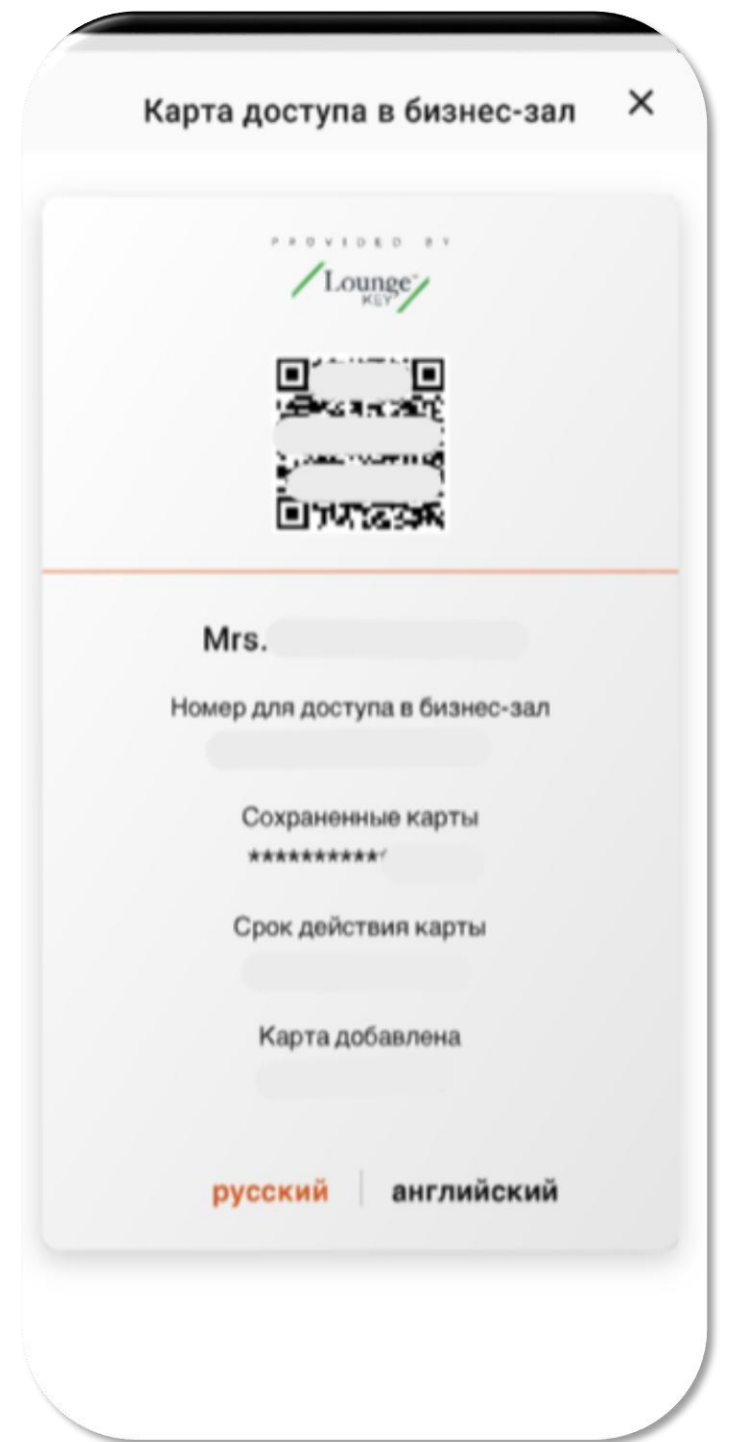 Карта доступа в бизнес-зал
PROVIDED BY
Lounge
KEY
Mrs.
Номер для доступа в бизнес-зал
Сохраненные карты
**********
Срок действия карты
Карта добавлена
русский | английский